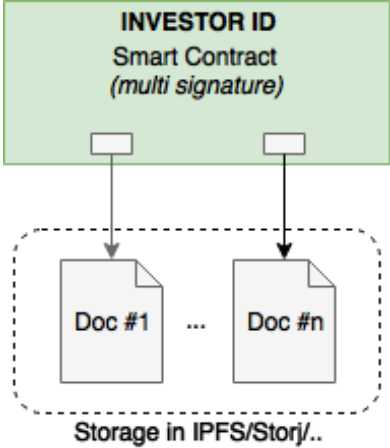 INVESTOR ID
Smart Contract
(multi signature)
Doc #1 ... Doc #n
Storage in IPFS/Storj/..